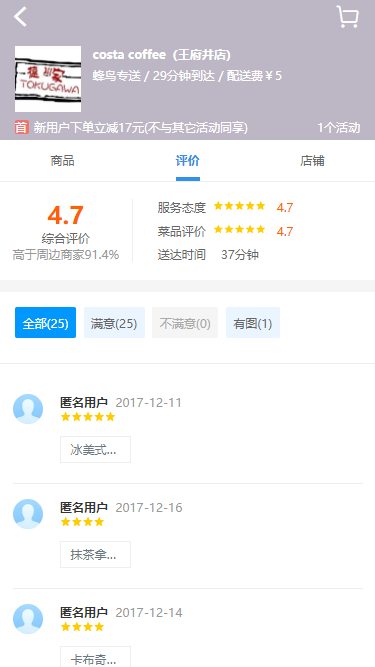 costa coffee（王府井店）
蜂鸟专送 / 29分钟到达 / 配送费￥5
TOKUGAWA
首 新用户下单立减17元(不与其它活动同享) 1个活动
商品 评价 店铺
4.7
综合评价
高于周边商家91.4%
服务态度 4.7
菜品评价 4.7
送达时间 37分钟
全部(25) 满意(25) 不满意(0) 有图(1)
匿名用户 2017-12-11
冰美式...
匿名用户 2017-12-16
抹茶拿...
匿名用户 2017-12-14
卡布奇...